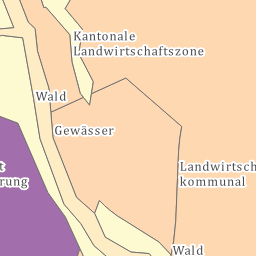 Kantonale
Landwirtschaftszone
Wald
Gewässer
Landwirtsch
kommunal
rung
Wald